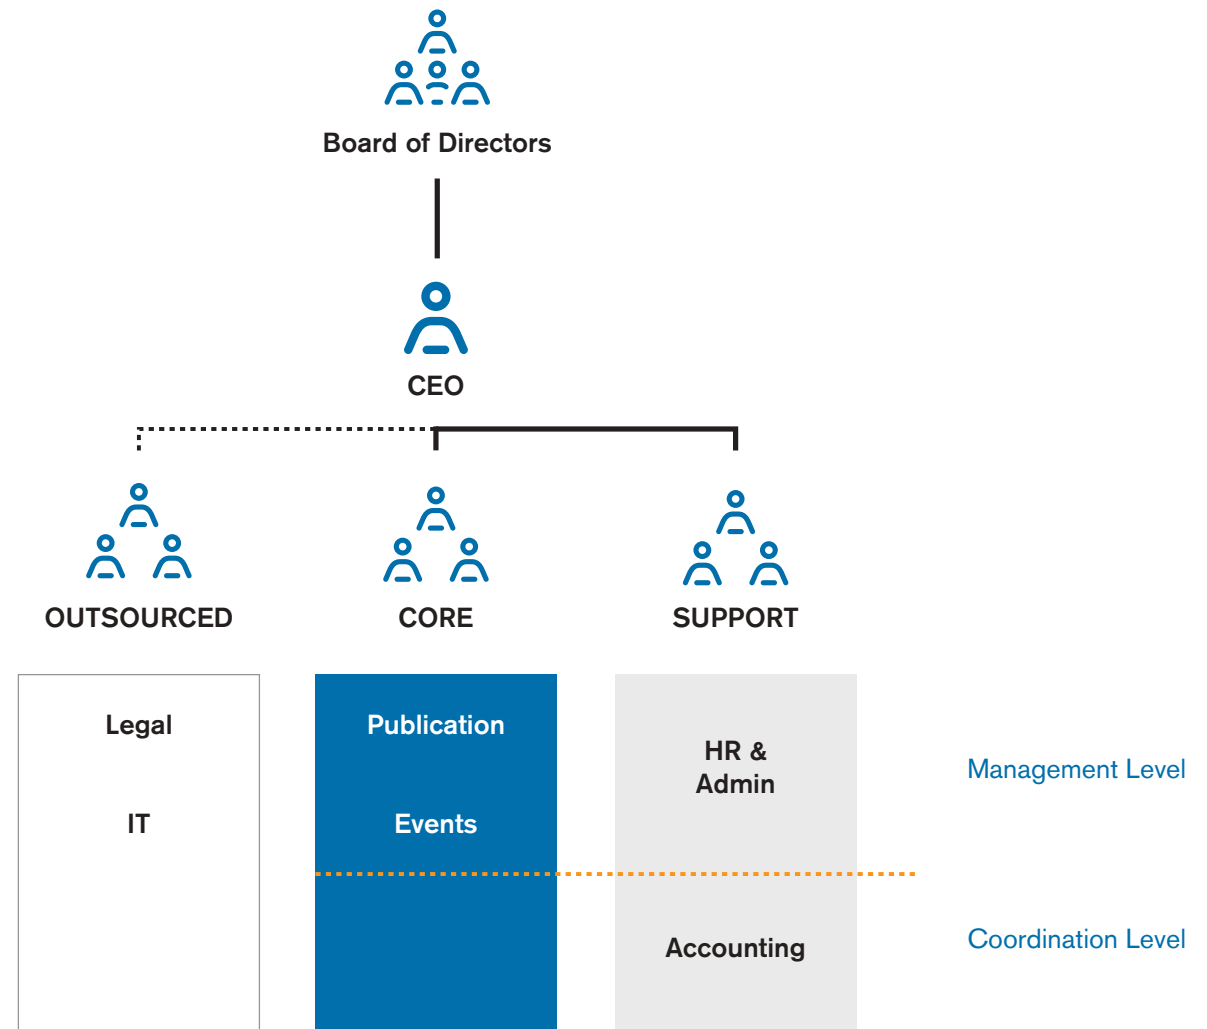 Board of Directors
CEO
OUTSOURCED
CORE
SUPPORT
Legal
IT
Publication
Events
HR &
Admin
Accounting
Management Level
Coordination Level